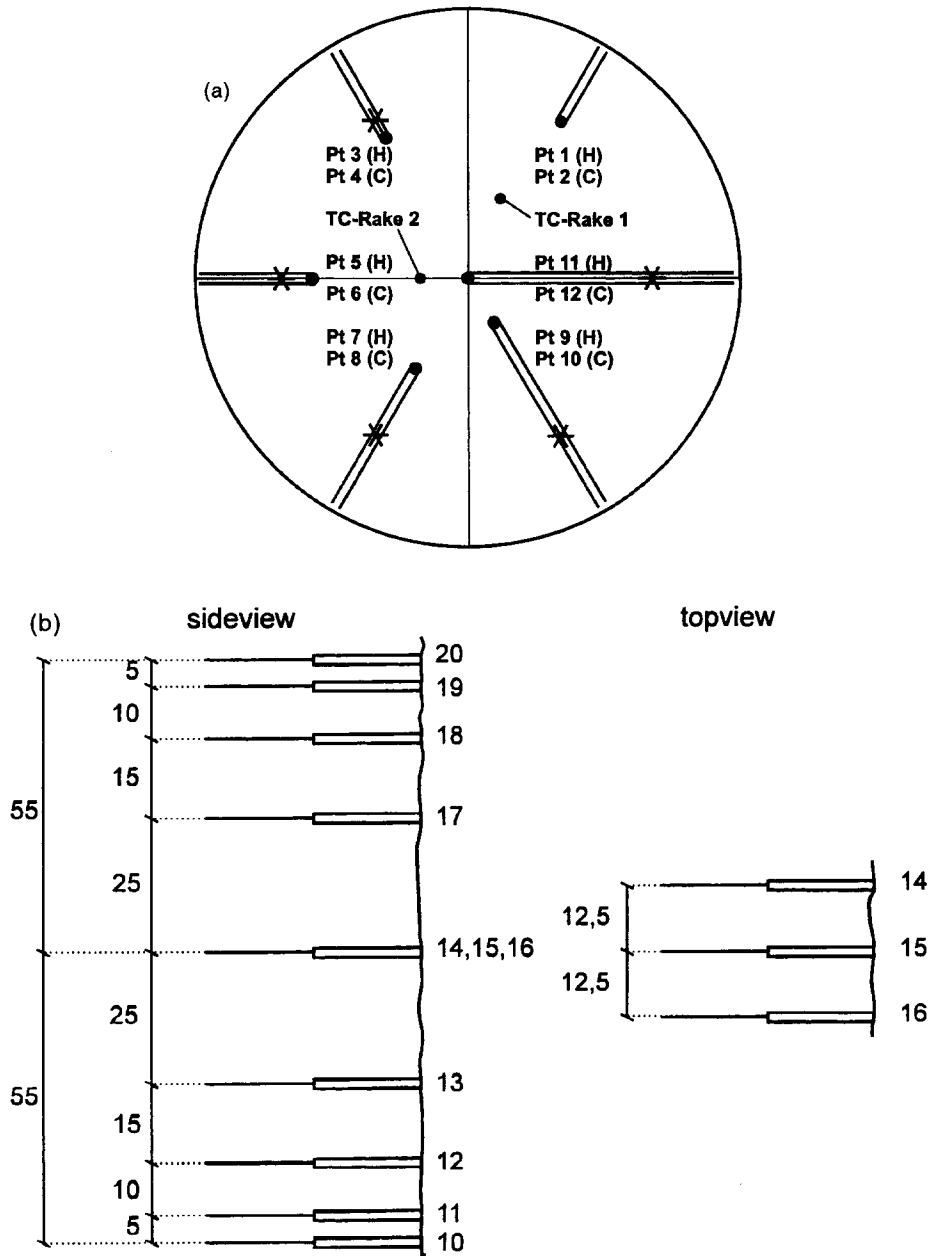 (a)
Pt 3 (H)
Pt 4 (C)
Pt 1 (H)
Pt 2 (C)
TC-Rake 2
TC-Rake 1
Pt 5 (H)
Pt 6 (C)
Pt 11 (H)
Pt 12 (C)
Pt 7 (H)
Pt 8 (C)
Pt 9 (H)
Pt 10 (C)
(b)
sideview
topview
5
20
10
19
15
18
55
17
25
14,15,16
25
13
55
15
12
10
11
5
10
14
12,5
15
12,5
16